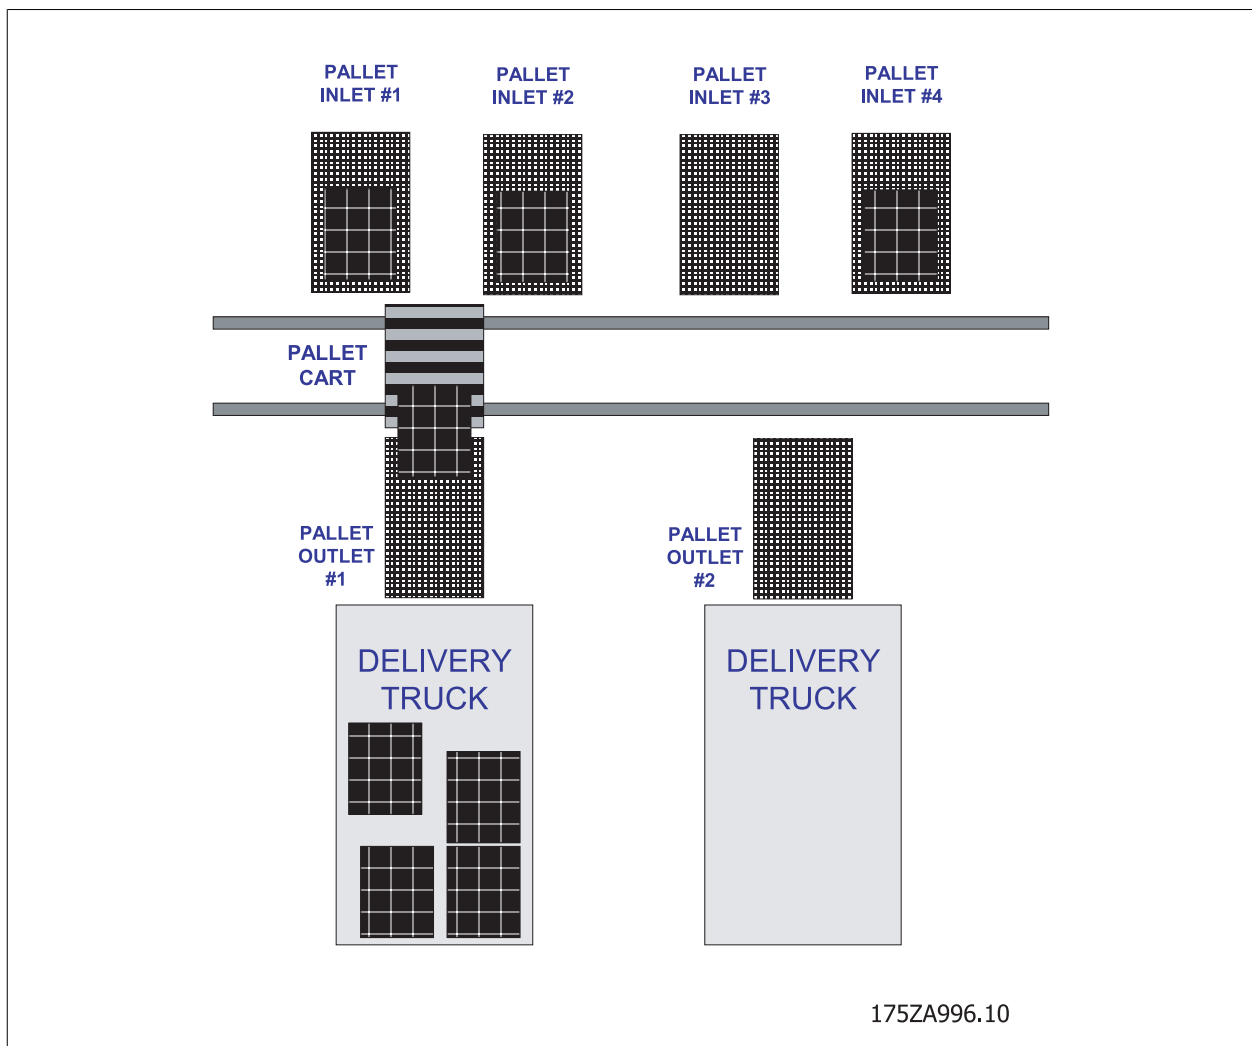 PALLET
INLET #1
PALLET
INLET #2
PALLET
INLET #3
PALLET
INLET #4
PALLET
CART
PALLET
OUTLET
#1
PALLET
OUTLET
#2
DELIVERY
TRUCK
DELIVERY
TRUCK
175ZA996.10